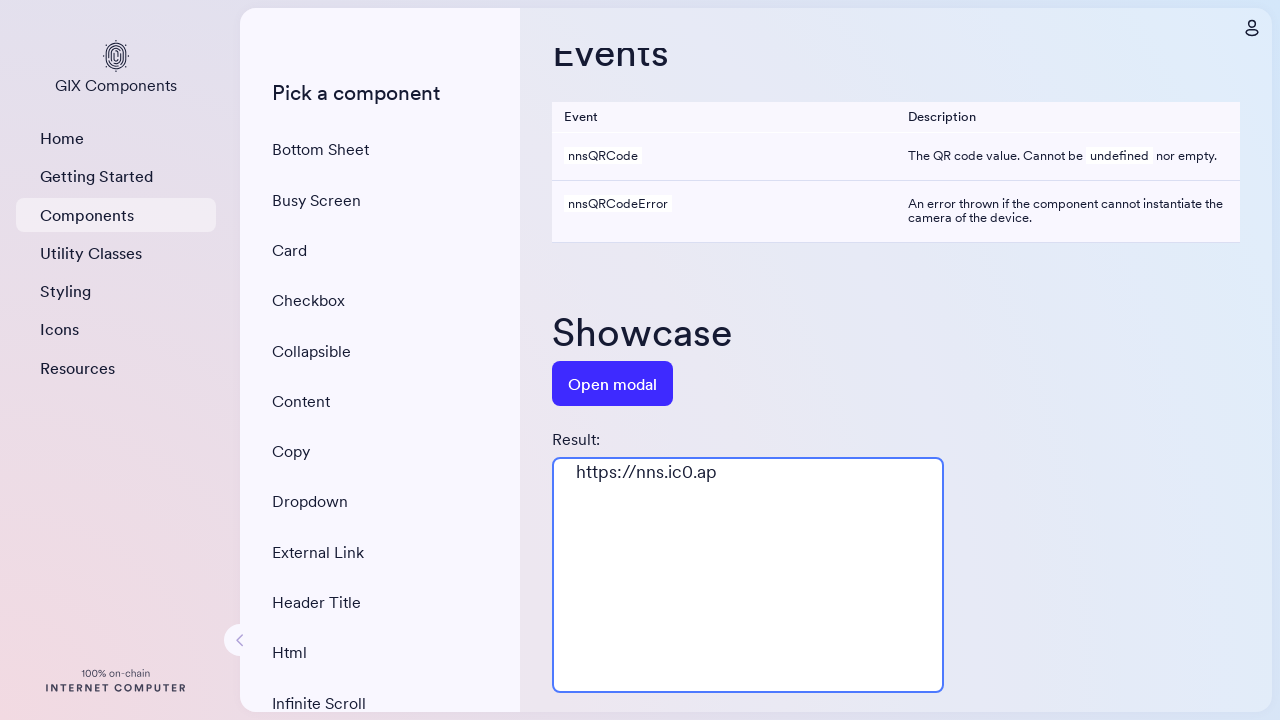 GIX Components
Home
Getting Started
Components
Utility Classes
Styling
Icons
Resources
100% on-chain
INTERNET COMPUTER
Pick a component
Bottom Sheet
Busy Screen
Card
Checkbox
Collapsible
Content
Copy
Dropdown
External Link
Header Title
Html
Infinite Scroll
Events
Event Description
nnsQRCode The QR code value. Cannot be undefined nor empty.
nnsQRCodeError An error thrown if the component cannot instantiate the
camera of the device.
Showcase
Open modal
Result:
https://nns.ic0.ap